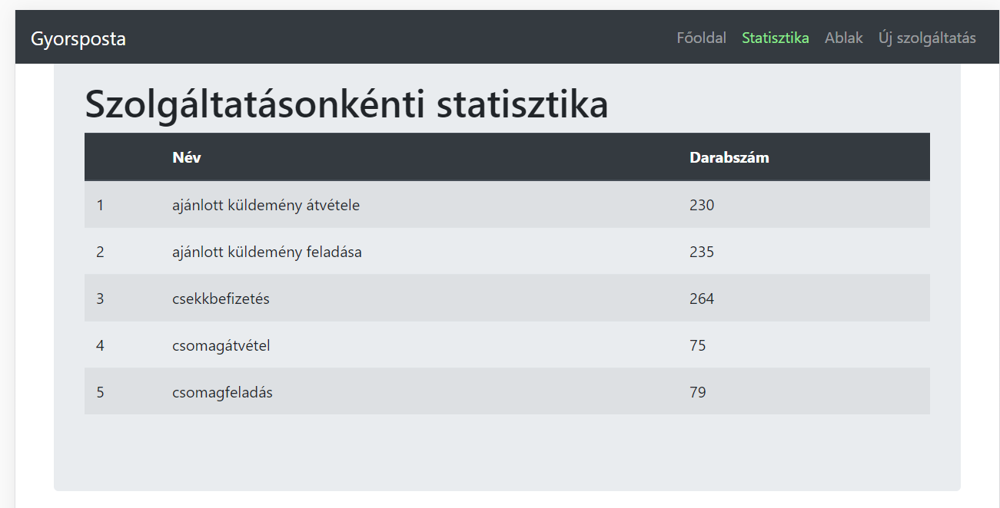 Gyorsposta Főoldal Statisztika Ablak Új szolgáltatás
Szolgáltatásonkénti statisztika
Név Darabszám
1 ajánlott küldemény átvétele 230
2 ajánlott küldemény feladása 235
3 csekkbefizetés 264
4 csomagátvétel 75
5 csomagfeladás 79